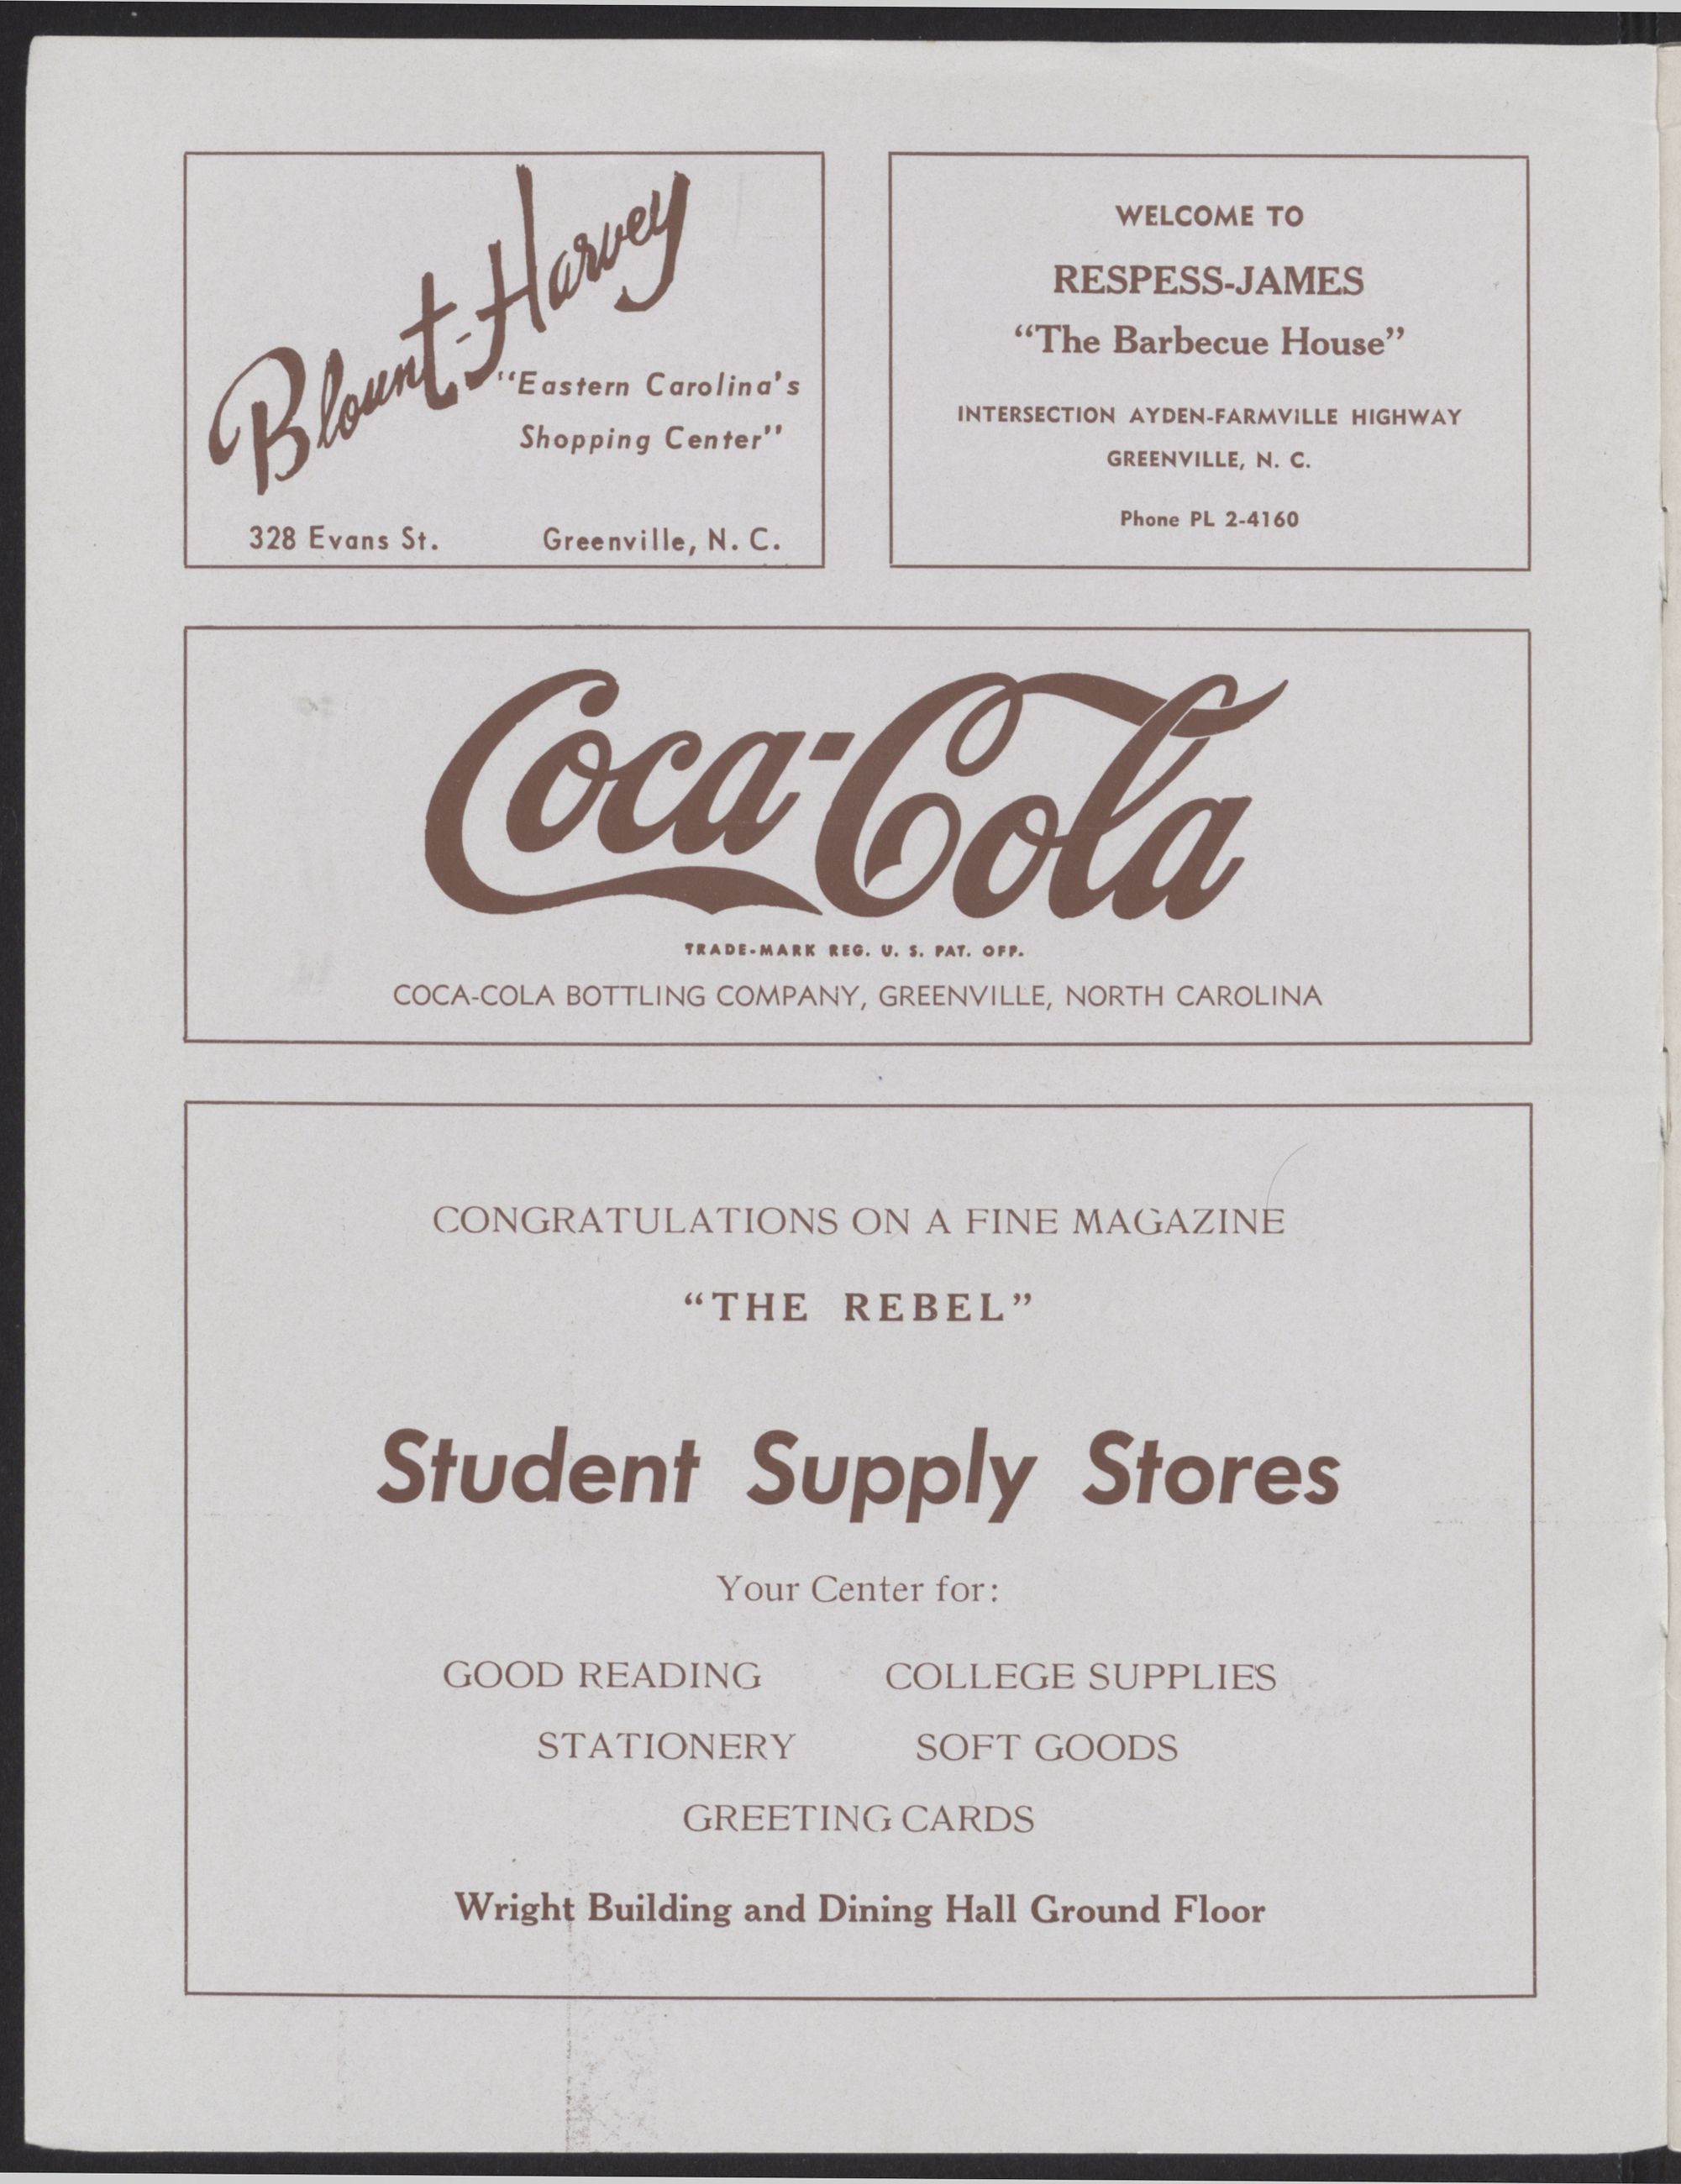 Blount-Harvey
"Eastern Carolina's
Shopping Center"
328 Evans St. Greenville, N. C.
WELCOME TO
RESPESS-JAMES
"The Barbecue House"
INTERSECTION AYDEN-FARMVILLE HIGHWAY
GREENVILLE, N. C.
Phone PL 2-4160
Coca-Cola
TRADE-MARK REG. U. S. PAT. OFF.
COCA-COLA BOTTLING COMPANY, GREENVILLE, NORTH CAROLINA
CONGRATULATIONS ON A FINE MAGAZINE
"THE REBEL"
Student Supply Stores
Your Center for:
GOOD READING COLLEGE SUPPLIES
STATIONERY SOFT GOODS
GREETING CARDS
Wright Building and Dining Hall Ground Floor